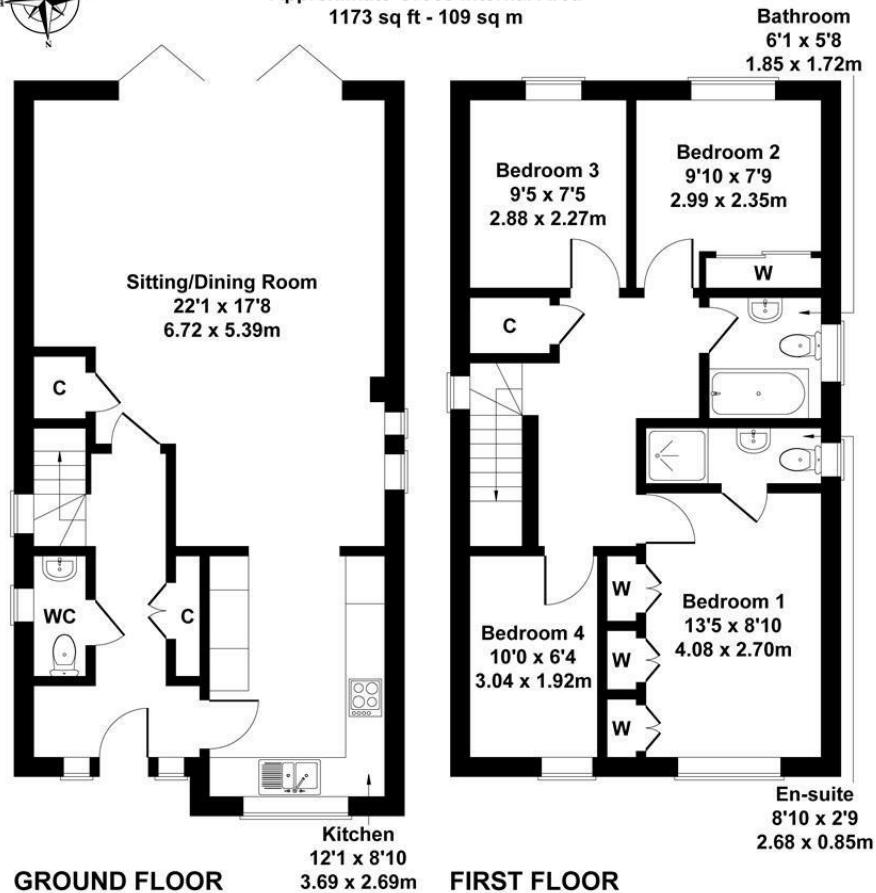 N
1173 sq ft - 109 sq m
Bathroom
6'1 x 5'8
1.85 x 1.72m
Sitting/Dining Room
22'1 x 17'8
6.72 x 5.39m
C
WC
C
Kitchen
12'1 x 8'10
3.69 x 2.69m
GROUND FLOOR
Bedroom 3
9'5 x 7'5
2.88 x 2.27m
Bedroom 2
9'10 x 7'9
2.99 x 2.35m
W
C
W
Bedroom 1
13'5 x 8'10
4.08 x 2.70m
W
W
Bedroom 4
10'0 x 6'4
3.04 x 1.92m
En-suite
8'10 x 2'9
2.68 x 0.85m
FIRST FLOOR